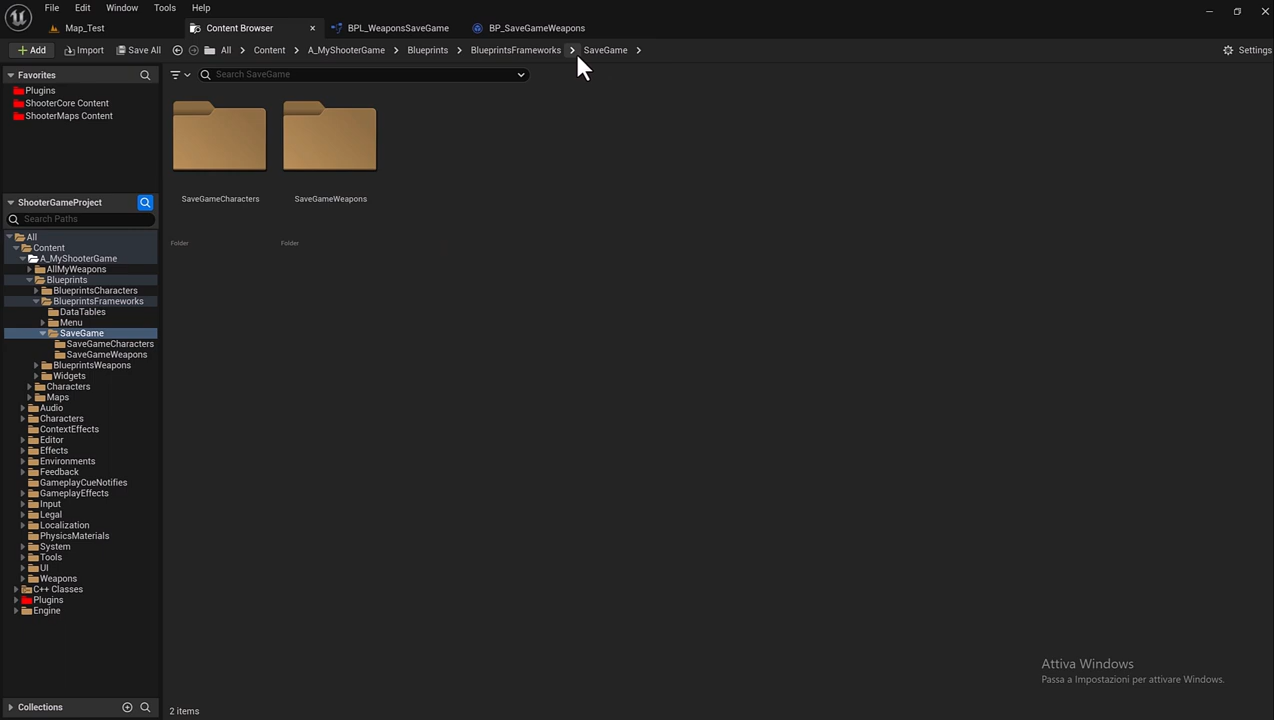 File Edit Window Tools Help
Map_Test Content Browser BPL_WeaponsSaveGame BP_SaveGameWeapons
Add Import Save All All Content A_MyShooterGame Blueprints BlueprintsFrameworks SaveGame Settings
Favorites
Search SaveGame
Plugins
ShooterCore Content
ShooterMaps Content
SaveGameCharacters SaveGameWeapons
Folder Folder
ShooterGameProject
Search Paths
All
Content
A_MyShooterGame
AllMyWeapons
Blueprints
BlueprintsCharacters
BlueprintsFrameworks
DataTables
Menu
SaveGame
SaveGameCharacters
SaveGameWeapons
BlueprintsWeapons
Widgets
Characters
Maps
Audio
Characters
ContextEffects
Editor
Effects
Environments
Feedback
GameplayCueNotifies
GameplayEffects
Input
Legal
Localization
PhysicsMaterials
System
Tools
UI
Weapons
C++ Classes
Plugins
Engine
Attiva Windows
Passa a Impostazioni per attivare Windows.
Collections
2 items